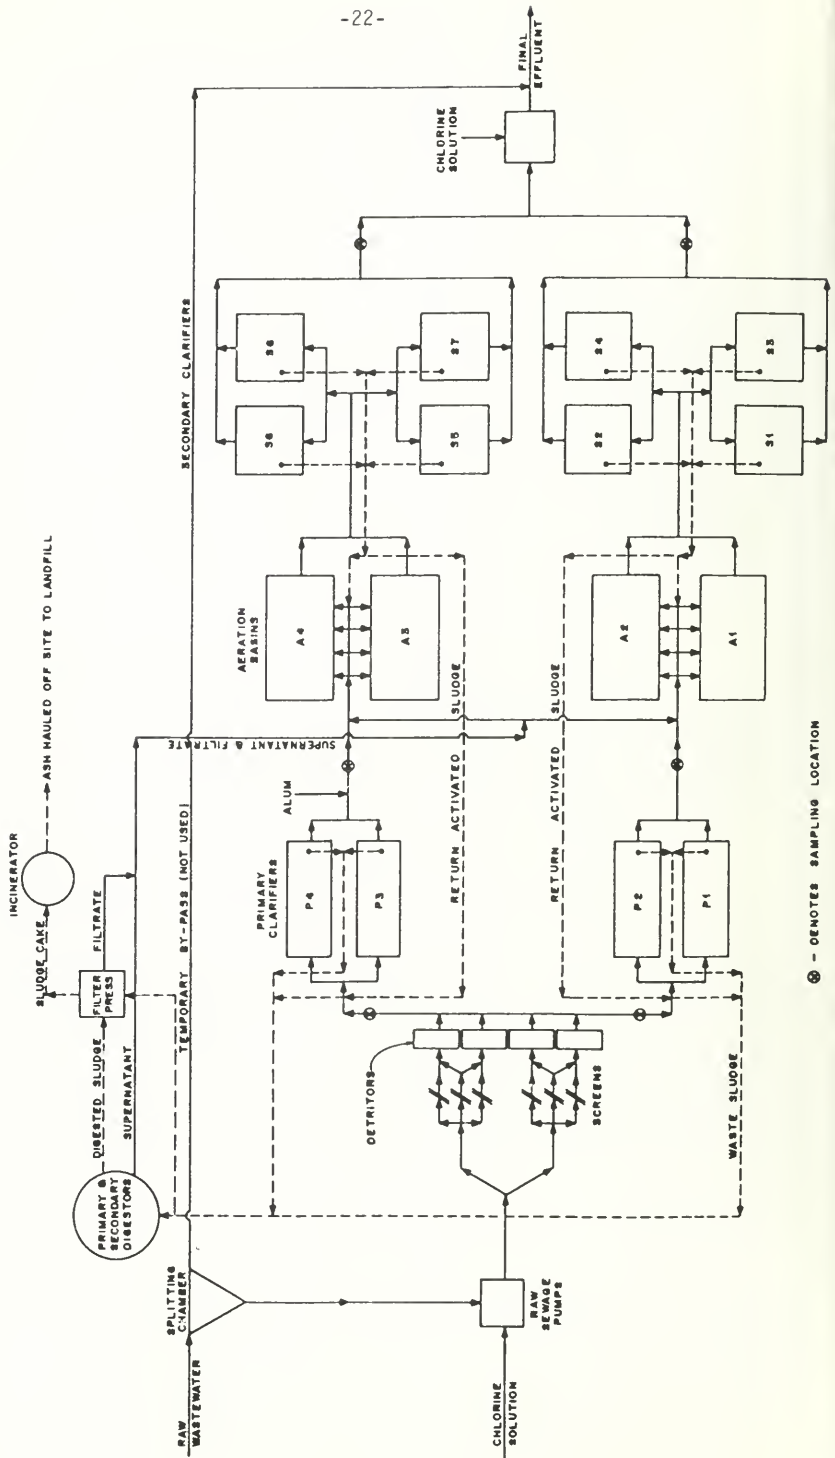 -22-
FINAL
EFFLUENT
CHLORINE
SOLUTION
SECONDARY CLARIFIERS
S6
S8
S5
S7
S2
S4
S1
S3
ASH HAULED OFF SITE TO LANDFILL
INCINERATOR
AERATION
BASINS
A4
A3
A2
A1
SUPERNATANT & FILTRATE
RETURN ACTIVATED SLUDGE
RETURN ACTIVATED SLUDGE
ALUM
PRIMARY
CLARIFIERS
P4
P3
P2
P1
SLUDGE CAKE
FILTER
PRESS
FILTRATE
TEMPORARY BY-PASS (NOT USED)
DIGESTED SLUDGE
SUPERNATANT
PRIMARY &
SECONDARY
DIGESTORS
DETRITORS
SCREENS
WASTE SLUDGE
SPLITTING
CHAMBER
RAW
SEWAGE
PUMPS
RAW
WASTEWATER
CHLORINE
SOLUTION
⊗ - DENOTES SAMPLING LOCATION